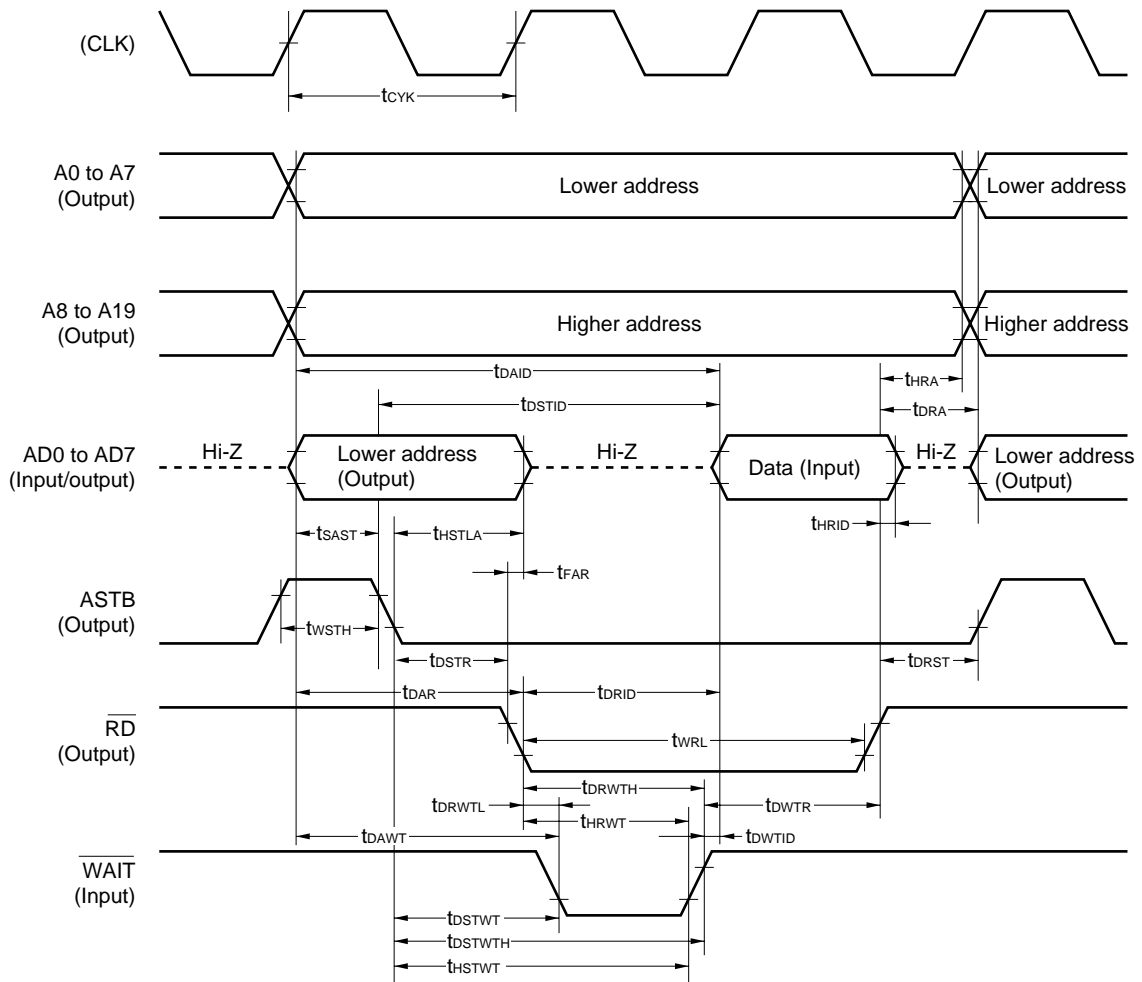 (CLK)
tCYK
A0 to A7
(Output)
Lower address
Lower address
A8 to A19
(Output)
Higher address
Higher address
tDAID
tHRA
tDSTID
tDRA
AD0 to AD7
(Input/output)
Hi-Z
Lower address
(Output)
Hi-Z
Data (Input)
Hi-Z
Lower address
(Output)
tSAST
tHSTLA
tHRID
tFAR
ASTB
(Output)
tWSTH
tDSTR
tDRST
tDAR
tDRID
RD
(Output)
tWRL
tDRWTH
tDRWTL
tDWTR
tHRWT
tDAWT
tDWTID
WAIT
(Input)
tDSTWT
tDSTWTH
tHSTWT